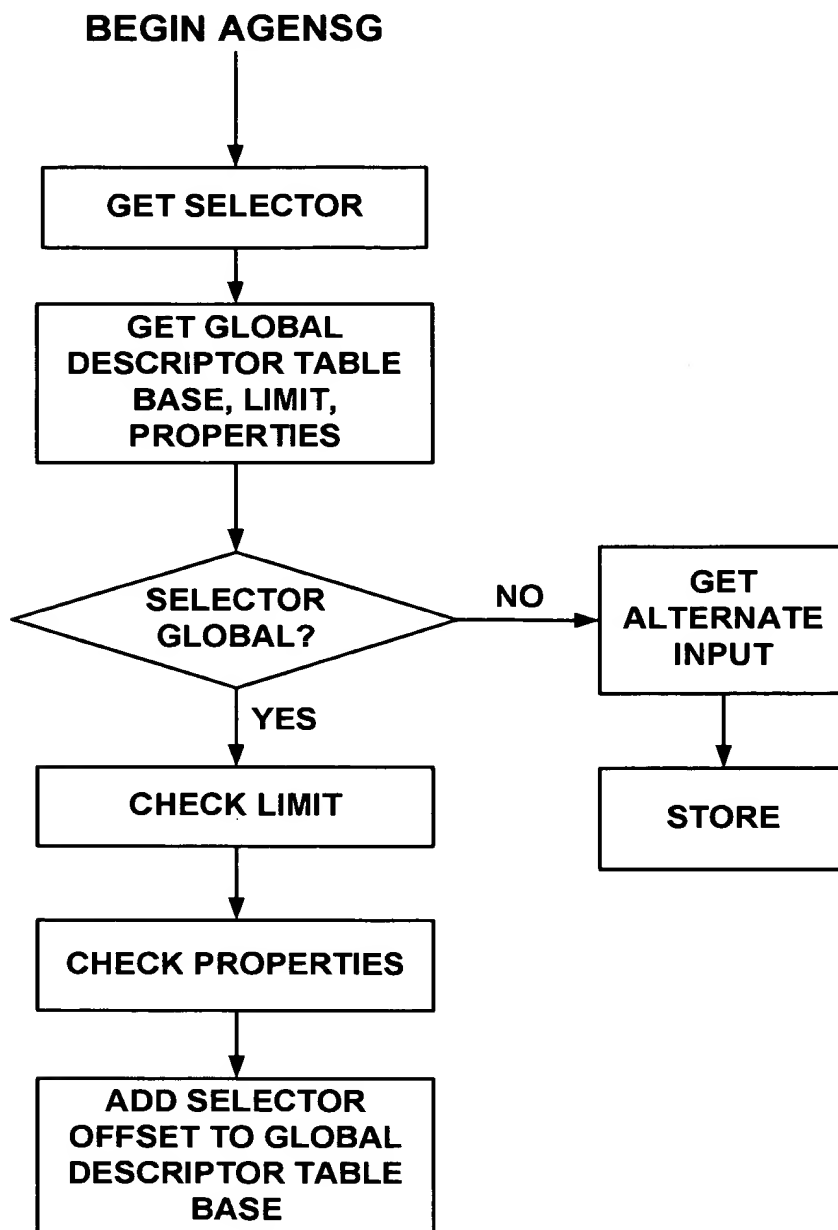 BEGIN AGENSG
GET SELECTOR
GET GLOBAL
DESCRIPTOR TABLE
BASE, LIMIT,
PROPERTIES
SELECTOR
GLOBAL?
NO
GET
ALTERNATE
INPUT
YES
STORE
CHECK LIMIT
CHECK PROPERTIES
ADD SELECTOR
OFFSET TO GLOBAL
DESCRIPTOR TABLE
BASE